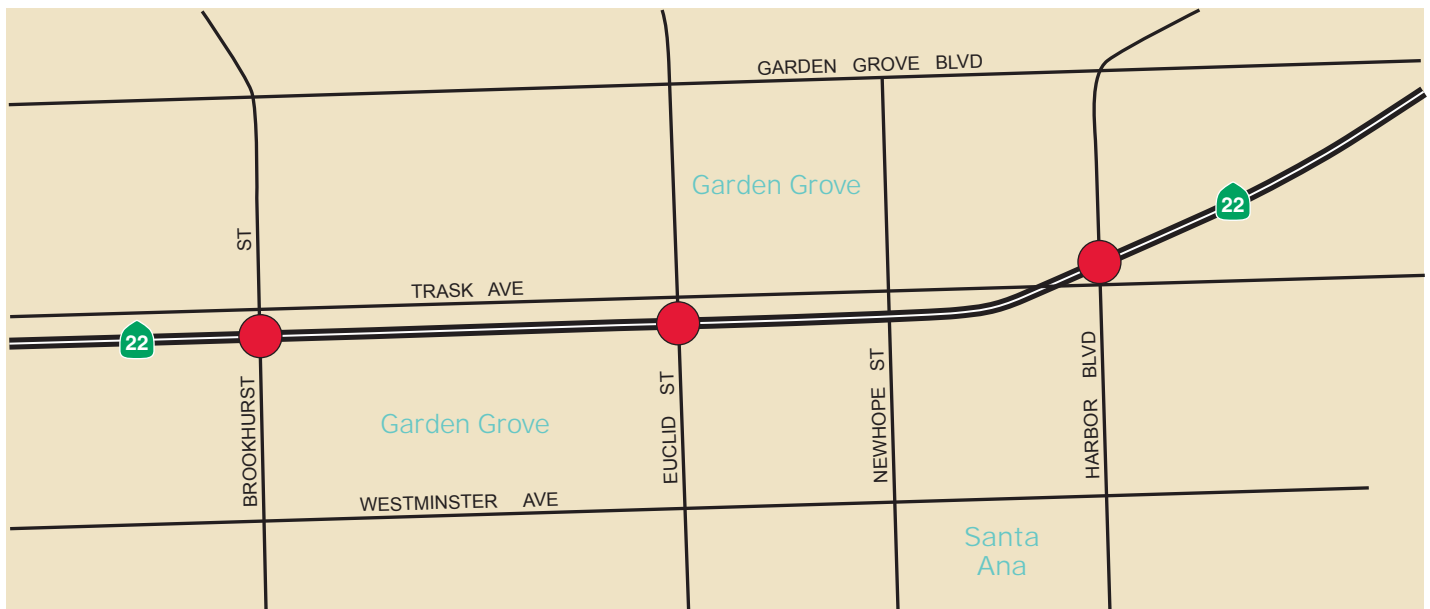 GARDEN GROVE BLVD
Garden Grove
22
ST
TRASK AVE
22
BROOKHURST
Garden Grove
EUCLID ST
NEWHOPE ST
HARBOR BLVD
WESTMINSTER AVE
Santa
Ana